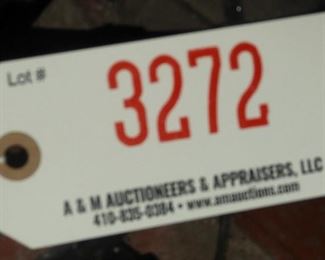 Lot #
3272
A & M AUCTIONEERS & APPRAISERS, LLC
410-835-0384 • www.amauctions.com